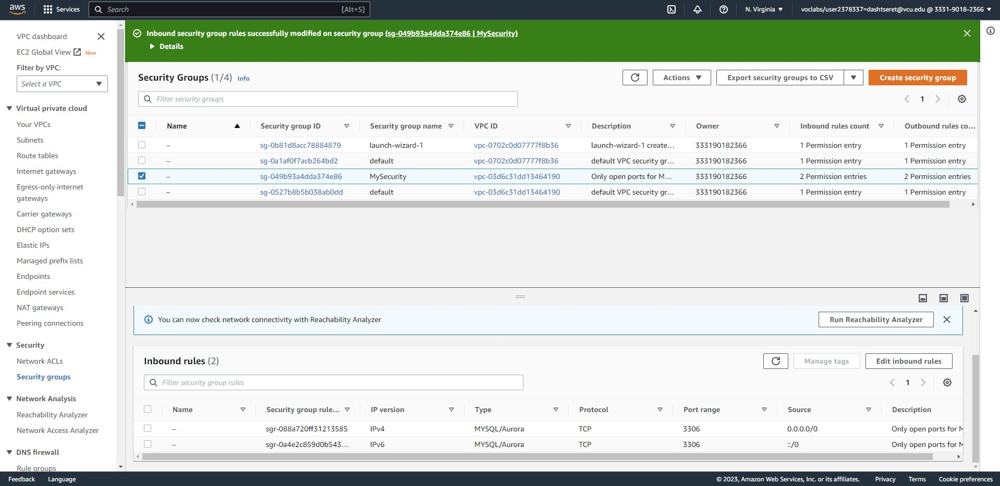 aws
Services
Search
[Alt+S]
N. Virginia
voclabs/user2378337=dashtseret@vcu.edu @ 3331-9018-2366
VPC dashboard
EC2 Global View
New
Filter by VPC:
Select a VPC
Virtual private cloud
Your VPCs
Subnets
Route tables
Internet gateways
Egress-only internet
gateways
Carrier gateways
DHCP option sets
Elastic IPs
Managed prefix lists
Endpoints
Endpoint services
NAT gateways
Peering connections
Security
Network ACLs
Security groups
Network Analysis
Reachability Analyzer
Network Access Analyzer
DNS firewall
Rule groups
Inbound security group rules successfully modified on security group (sg-049b93a4dda374e86 | MySecurity)
Details
Security Groups (1/4) Info
Actions
Export security groups to CSV
Create security group
Filter security groups
1
Name Security group ID Security group name VPC ID Description Owner Inbound rules count Outbound rules co...
– sg-0b81d8acc78884879 launch-wizard-1 vpc-0702c0d07777f8b36 launch-wizard-1 create... 333190182366 1 Permission entry 1 Permission entry
– sg-0a1af0f7acb264bd2 default vpc-0702c0d07777f8b36 default VPC security gr... 333190182366 1 Permission entry 1 Permission entry
– sg-049b93a4dda374e86 MySecurity vpc-03d6c31dd13464190 Only open ports for M... 333190182366 2 Permission entries 2 Permission entries
– sg-0527b8b5b038ab0dd default vpc-03d6c31dd13464190 default VPC security gr... 333190182366 1 Permission entry 1 Permission entry
You can now check network connectivity with Reachability Analyzer
Run Reachability Analyzer
Inbound rules (2)
Manage tags
Edit inbound rules
Filter security group rules
1
Name Security group rule... IP version Type Protocol Port range Source Description
– sgr-088a720ff31213585 IPv4 MYSQL/Aurora TCP 3306 0.0.0.0/0 Only open ports for M
– sgr-0a4e2c859d0b543... IPv6 MYSQL/Aurora TCP 3306 ::/0 Only open ports for M
Feedback
Language
© 2023, Amazon Web Services, Inc. or its affiliates.
Privacy
Terms
Cookie preferences